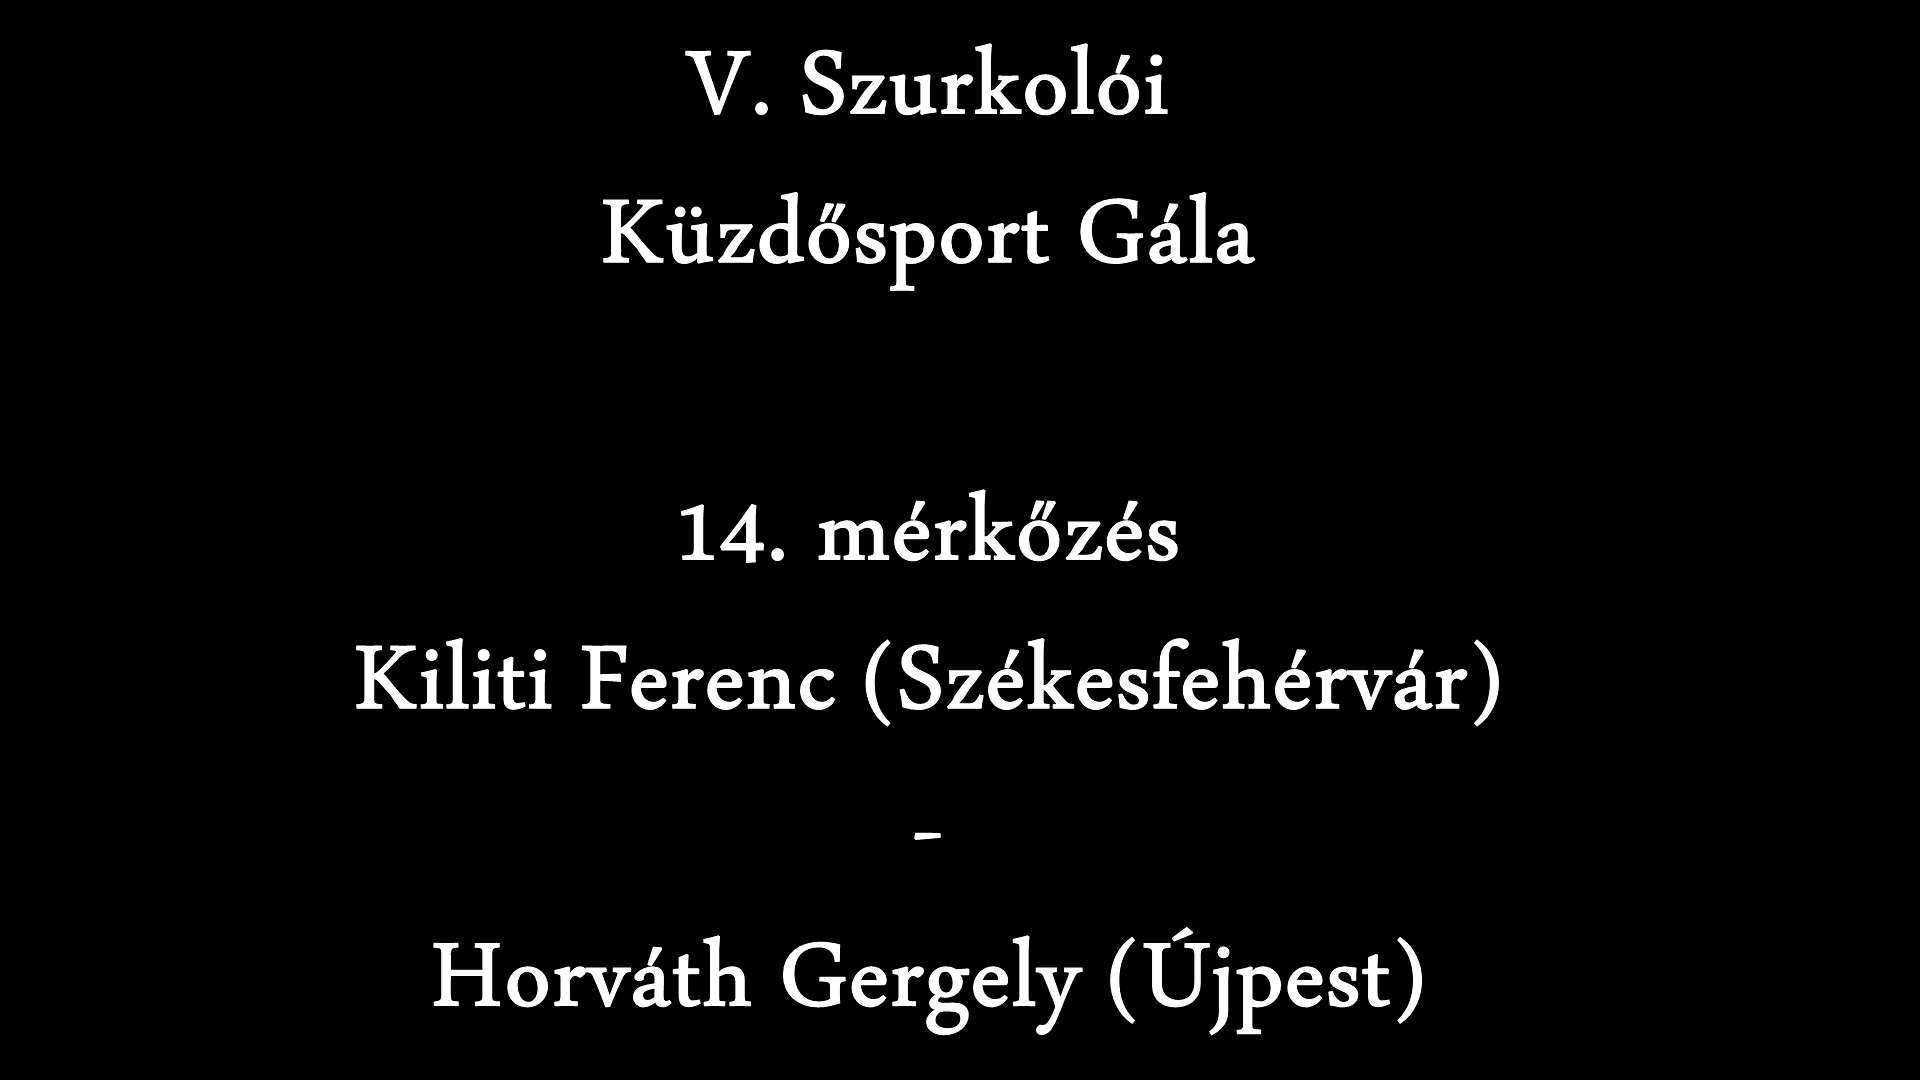 V. Szurkolói
Küzdősport Gála
14. mérkőzés
Kiliti Ferenc (Székesfehérvár)
-
Horváth Gergely (Újpest)